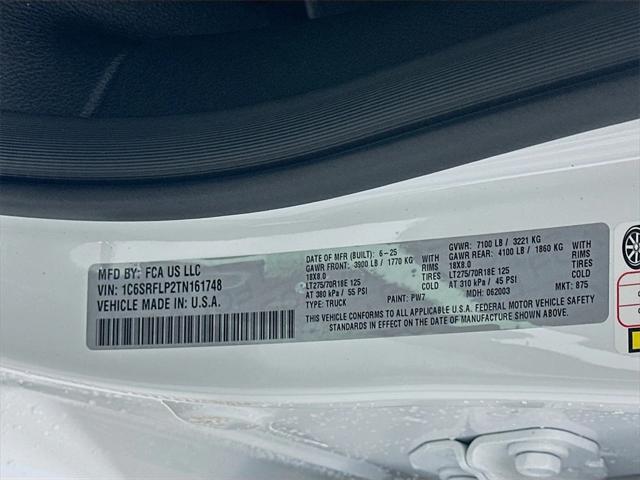 MFD BY: FCA US LLC
VIN: 1C6SRFLP2TN161748
VEHICLE MADE IN U.S.A.
DATE OF MFR (BUILT): 6-25
GAWR FRONT: 3900 LB / 1770 KG WITH
18X8.0 RIMS
LT275/70R18E 125 TIRES
AT 380 kPa / 55 PSI COLD
TYPE: TRUCK PAINT: PW7
GVWR: 7100 LB / 3221 KG
GAWR REAR: 4100 LB / 1860 KG WITH
18X8.0 RIMS
LT275/70R18E 125 TIRES
AT 310 kPa / 45 PSI COLD
MDH: 062003 MKT: 875
THIS VEHICLE CONFORMS TO ALL APPLICABLE U.S.A. FEDERAL MOTOR VEHICLE SAFETY
STANDARDS IN EFFECT ON THE DATE OF MANUFACTURE SHOWN ABOVE.